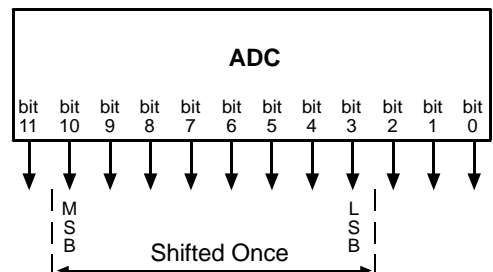 ADC
bit bit bit bit bit bit bit bit bit bit bit bit
11 10 9 8 7 6 5 4 3 2 1 0
MSB LSB
Shifted Once